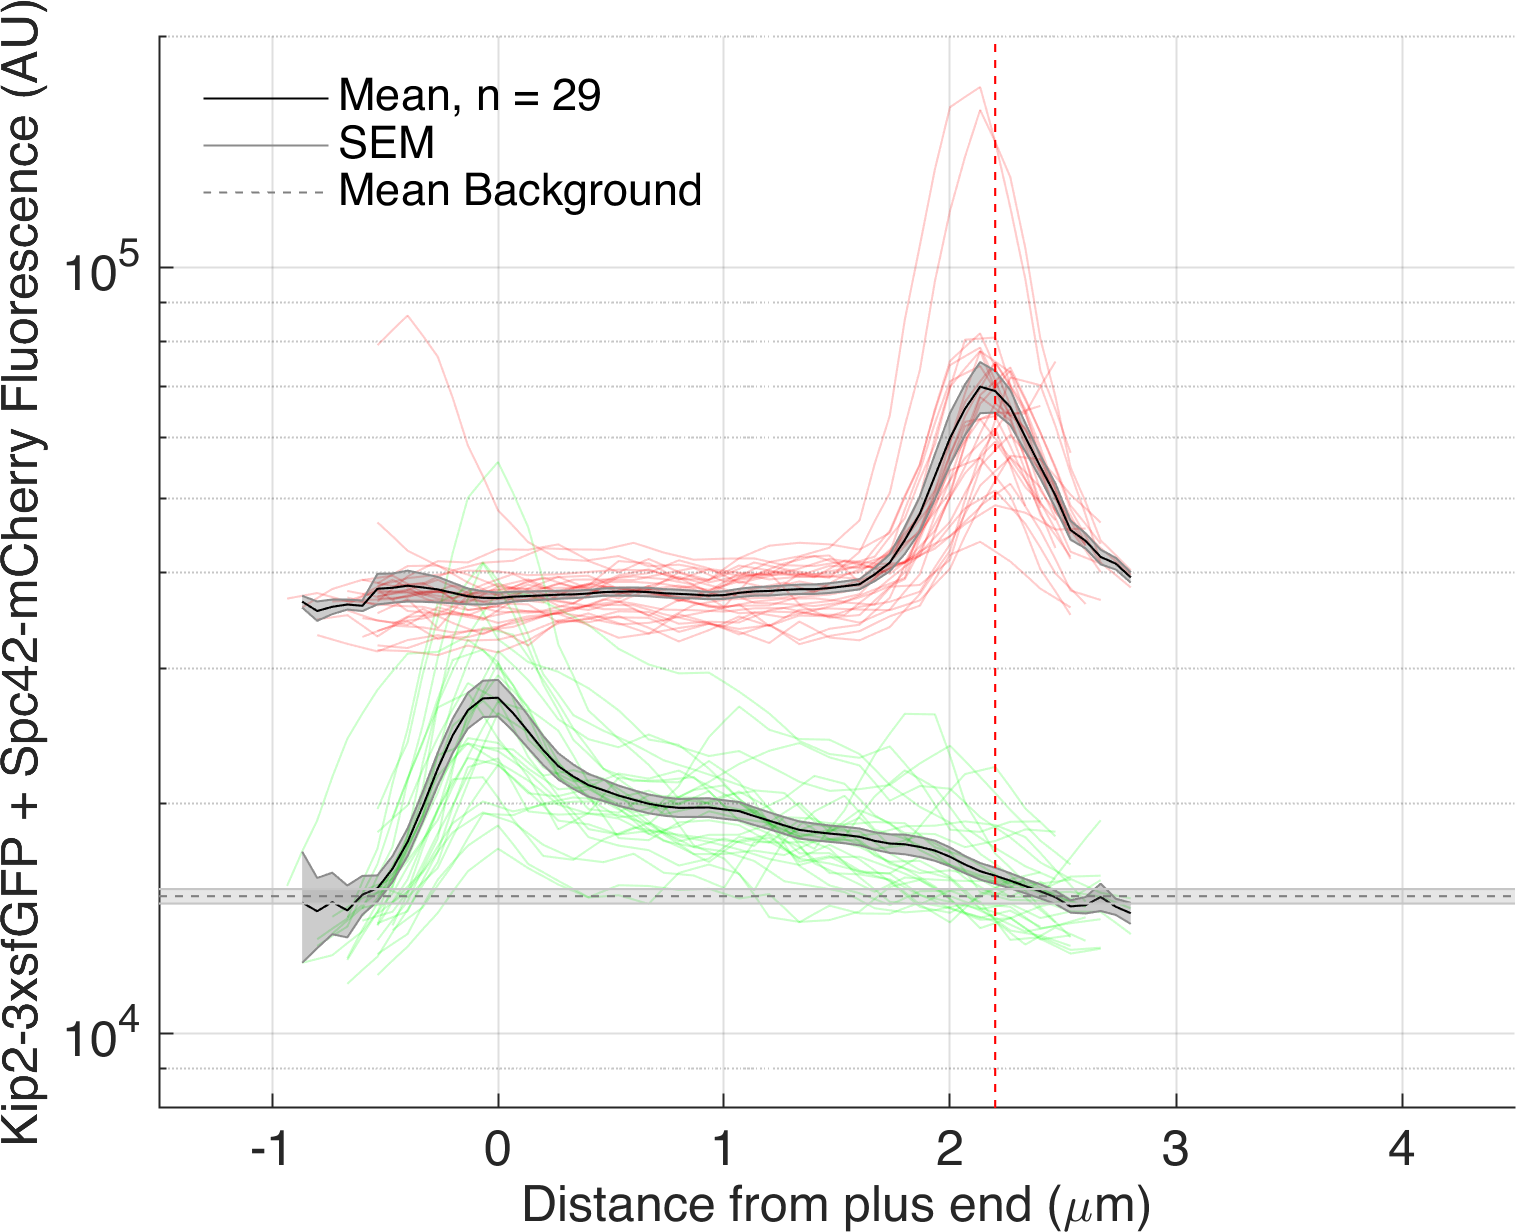 Kip2-3xsfGFP + Spc42-mCherry Fluorescence (AU)
Mean, n = 29
SEM
Mean Background
10^5
10^4
-1 0 1 2 3 4
Distance from plus end (μm)